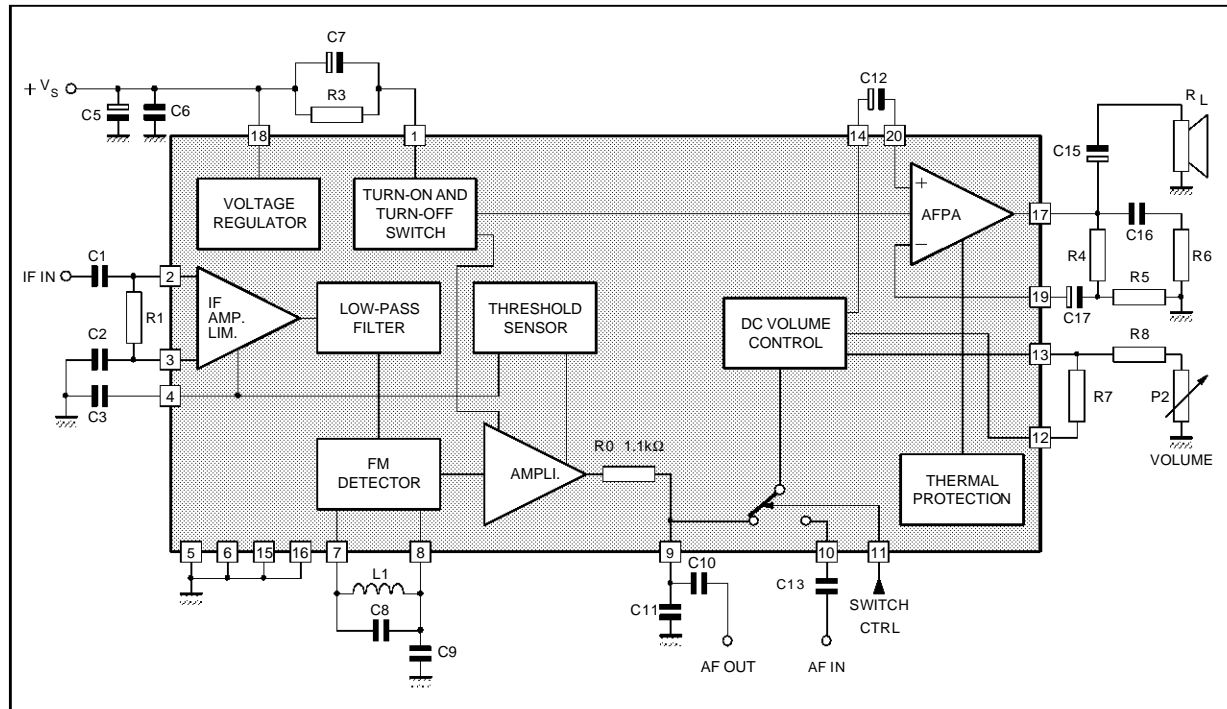 C7
+ VS
C5
C6
R3
C12
RL
18
1
14
20
C15
VOLTAGE
REGULATOR
TURN-ON AND
TURN-OFF
SWITCH
+
AFPA
−
17
C16
R4
R6
C1
IF IN
2
R1
IF
AMP.
LIM.
LOW-PASS
FILTER
THRESHOLD
SENSOR
DC VOLUME
CONTROL
19
C17
R5
C2
3
13
R8
4
C3
R7
P2
12
VOLUME
FM
DETECTOR
AMPLI.
R0 1.1kΩ
THERMAL
PROTECTION
5
6
15
16
7
8
9
10
11
L1
C8
C9
C10
C11
C13
SWITCH
CTRL
AF OUT
AF IN